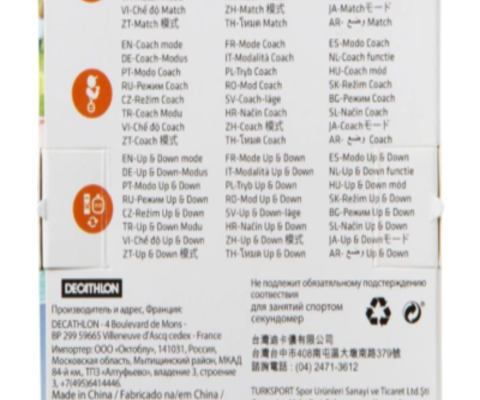 VI-Chế độ Match
ZH-Match 模式
JA-Matchモード
ZT-Match 模式
TH-โหมด Match
AR- وضع Match
EN-Coach mode
FR-Mode Coach
ES-Modo Coach
DE-Coach-Modus
IT-Modalità Coach
NL-Coach functie
PT-Modo Coach
PL-Tryb Coach
HU-Coach mód
RU-Режим Coach
RO-Mod Coach
SK-Režim Coach
CZ-Režim Coach
SV-Coach-läge
BG-Режим Coach
TR-Coach Modu
HR-Način Coach
SL-Način Coach
VI-Chế độ Coach
ZH-Coach 模式
JA-Coachモード
ZT-Coach 模式
TH-โหมด Coach
AR- وضع Coach
EN-Up & Down mode
FR-Mode Up & Down
ES-Modo Up & Down
DE-Up & Down-Modus
IT-Modalità Up & Down
NL-Up & Down functie
PT-Modo Up & Down
PL-Tryb Up & Down
HU-Up & Down mód
RU-Режим Up & Down
RO-Mod Up & Down
SK-Režim Up & Down
CZ-Režim Up & Down
SV-Up & Down-läge
BG-Режим Up & Down
TR-Up & Down Modu
HR-Način Up & Down
SL-Način Up & Down
VI-Chế độ Up & Down
ZH-Up & Down 模式
JA-Up & Downモード
ZT-Up & Down 模式
TH-โหมด Up & Down
AR- وضع Up & Down
DECATHLON
Производитель и адрес, Франция:
DECATHLON - 4 Boulevard de Mons -
BP 299 59665 Villeneuve d'Ascq cedex - France
Импортер: ООО «Октоблу», 141031, Россия,
Московская область, Мытищинский район, МКАД
84-й км, ТПЗ «Алтуфьево», владение 3, строение
3, +7(495)6414446.
Made in China / Fabricado na/em China /
Не подлежит обязательному подтверждению
соотвествия
для занятий спортом
секундомер
台灣迪卡儂有限公司
台灣台中市408南屯區大墩南路379號
諮詢電話: (04) 2471-3612
TURKSPORT Spor Ürünleri Sanayi ve Ticaret Ltd.Şti